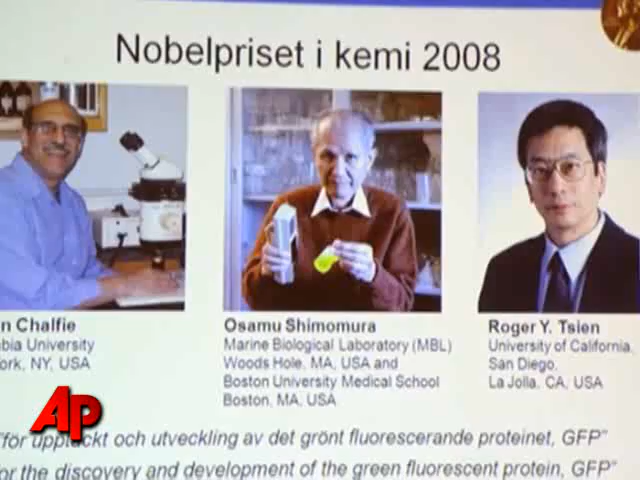 Nobelpriset i kemi 2008
n Chalfie
bia University
ork, NY, USA
Osamu Shimomura
Marine Biological Laboratory (MBL)
Woods Hole, MA, USA and
Boston University Medical School
Boston, MA, USA
Roger Y. Tsien
University of California,
San Diego,
La Jolla, CA, USA
AP
"för upptäckt och utveckling av det grönt fluorescerande proteinet, GFP"
or the discovery and development of the green fluorescent protein, GFP"